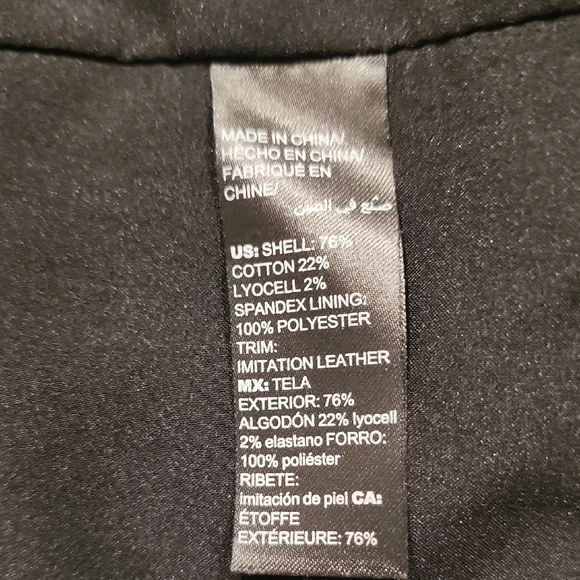 MADE IN CHINA/
HECHO EN CHINA/
FABRIQUÉ EN
CHINE/
صنع في الصين
US: SHELL: 76%
COTTON 22%
LYOCELL 2%
SPANDEX LINING:
100% POLYESTER
TRIM:
IMITATION LEATHER
MX: TELA
EXTERIOR: 76%
ALGODÓN 22% lyocell
2% elastano FORRO:
100% poliéster
RIBETE:
imitación de piel CA:
ÉTOFFE
EXTÉRIEURE: 76%